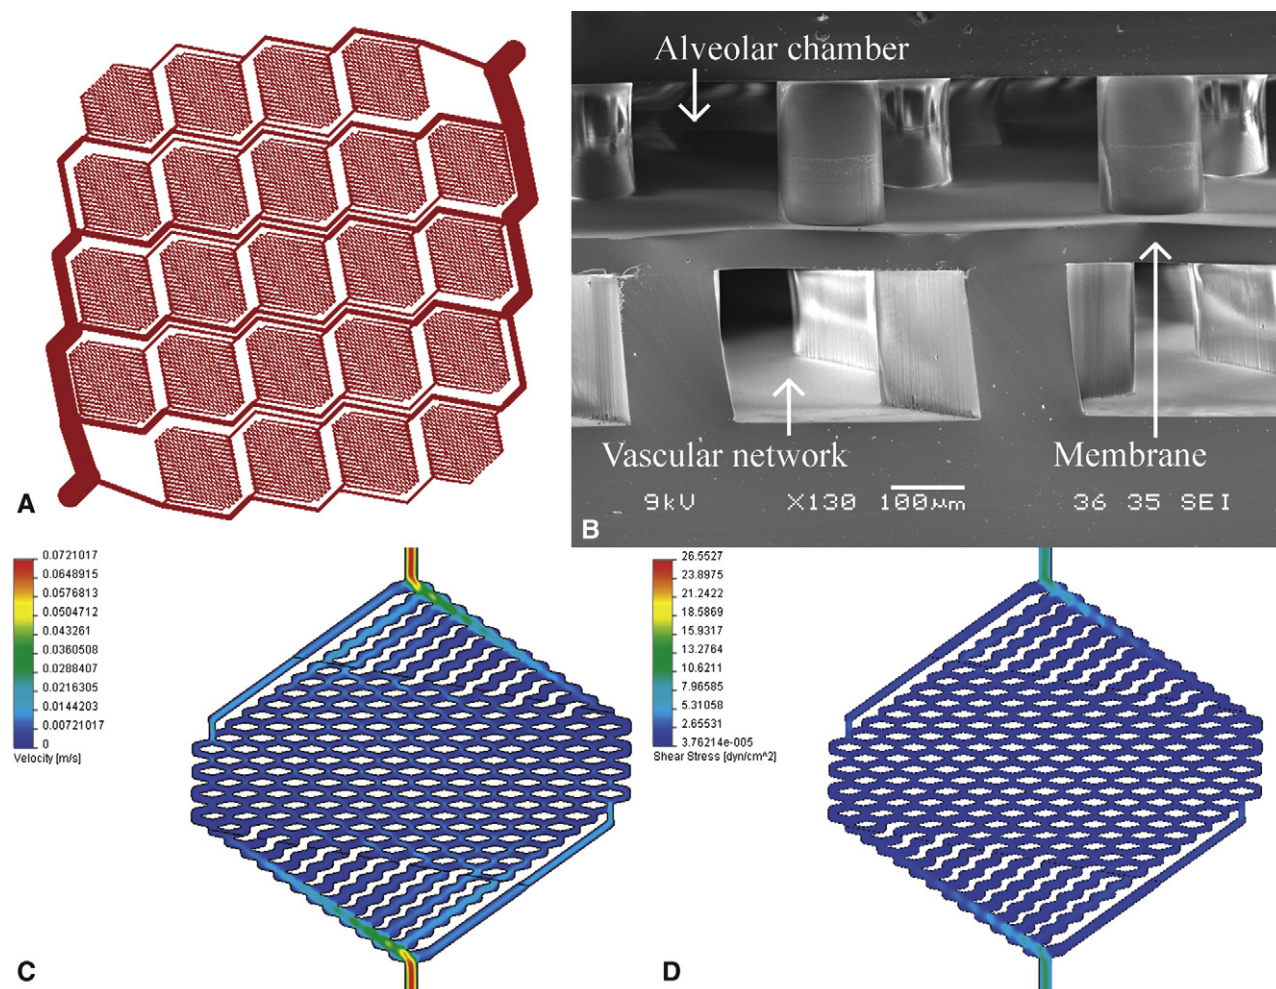 A
Alveolar chamber
Vascular network
Membrane
9kV X130 100µm 36 35 SEI
B
0.0721017
0.0648915
0.0576813
0.0504712
0.043261
0.0360508
0.0288407
0.0216305
0.0144203
0.00721017
0
Velocity [m/s]
C
26.5527
23.8975
21.2422
18.5869
15.9317
13.2764
10.6211
7.96585
5.31058
2.65531
3.76214e-005
Shear Stress [dyn/cm^2]
D